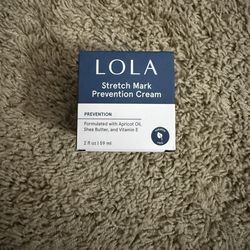 LOLA
Stretch Mark
Prevention Cream
PREVENTION
Formulated with Apricot Oil,
Shea Butter, and Vitamin E
2 fl oz | 59 ml